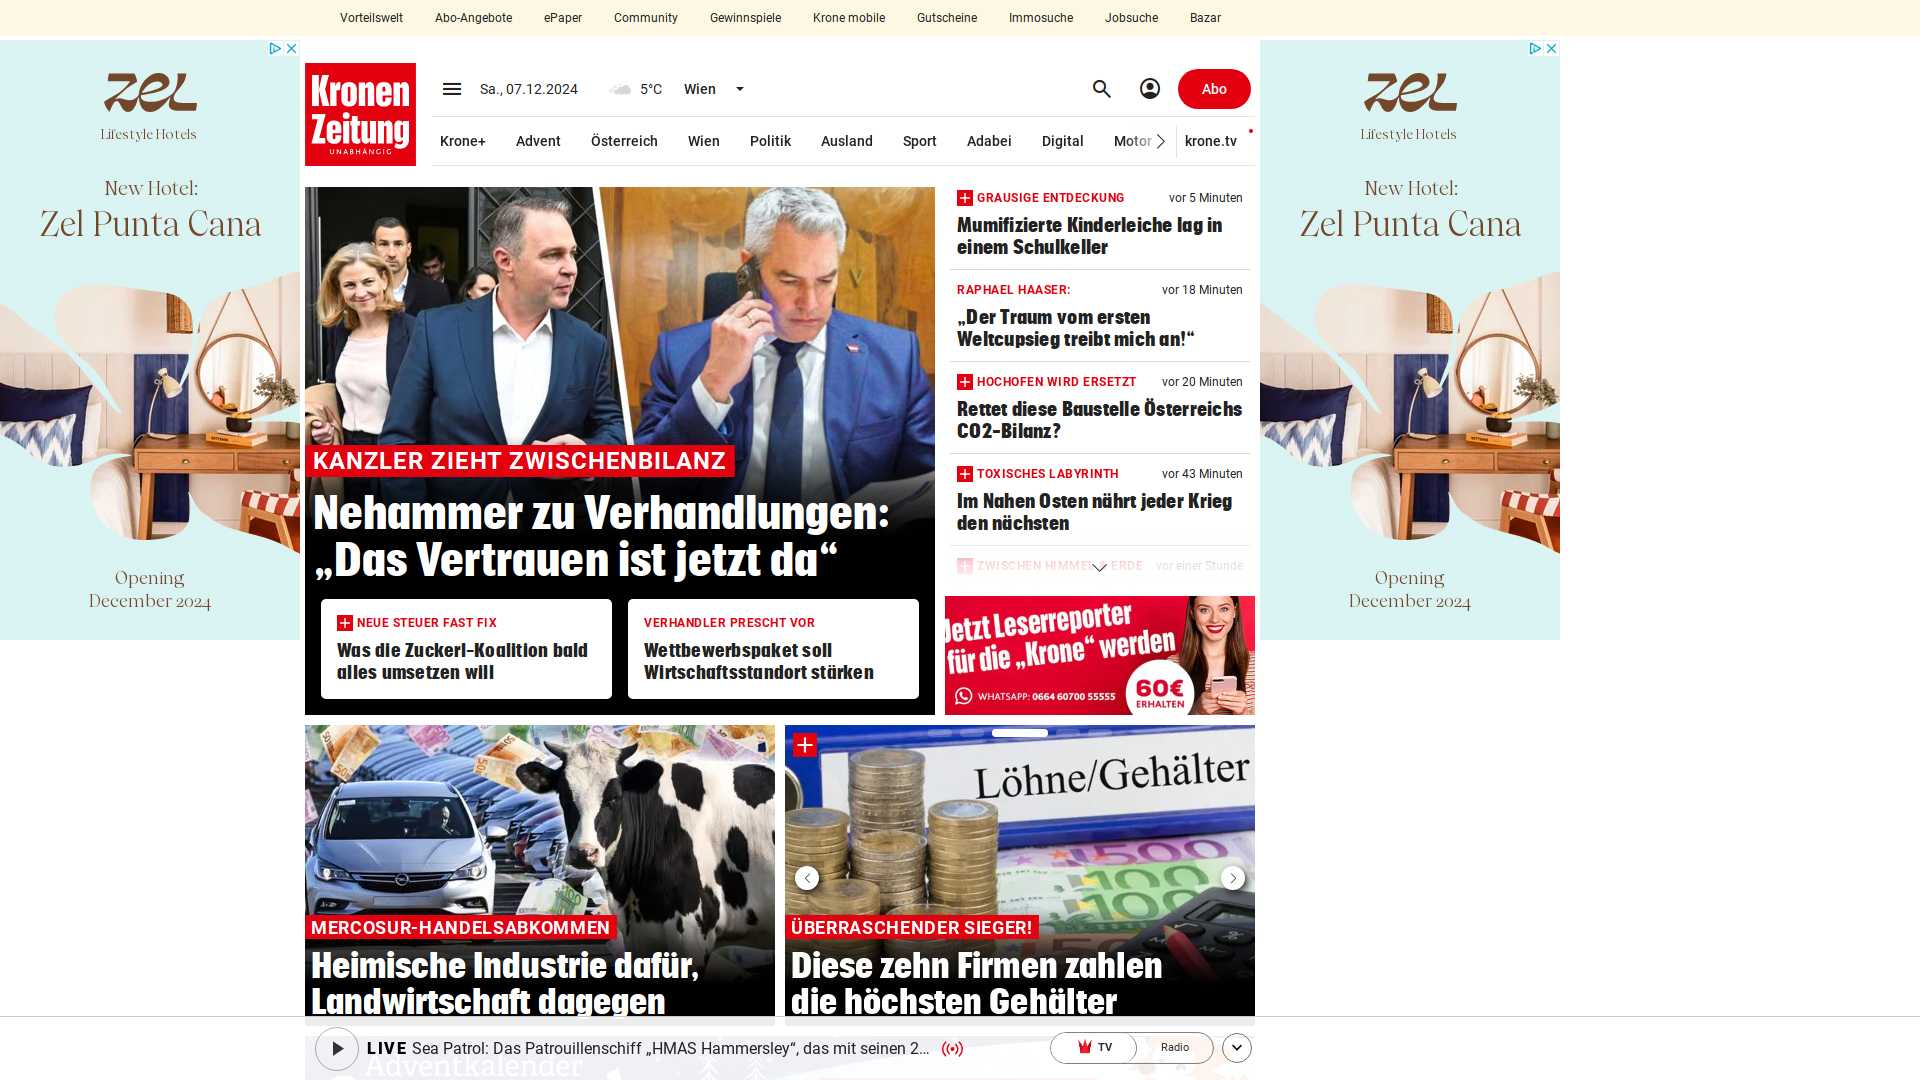 Vorteilswelt Abo-Angebote ePaper Community Gewinnspiele Krone mobile Gutscheine Immosuche Jobsuche Bazar
zel
Lifestyle Hotels
New Hotel:
Zel Punta Cana
Opening
December 2024
Kronen
Zeitung
UNABHÄNGIG
Sa., 07.12.2024 5°C Wien
Abo
Krone+ Advent Österreich Wien Politik Ausland Sport Adabei Digital Motor krone.tv
KANZLER ZIEHT ZWISCHENBILANZ
Nehammer zu Verhandlungen:
„Das Vertrauen ist jetzt da“
NEUE STEUER FAST FIX
Was die Zuckerl-Koalition bald
alles umsetzen will
VERHANDLER PRESCHT VOR
Wettbewerbspaket soll
Wirtschaftsstandort stärken
GRAUSIGE ENTDECKUNG vor 5 Minuten
Mumifizierte Kinderleiche lag in
einem Schulkeller
RAPHAEL HAASER: vor 18 Minuten
„Der Traum vom ersten
Weltcupsieg treibt mich an!“
HOCHOFEN WIRD ERSETZT vor 20 Minuten
Rettet diese Baustelle Österreichs
CO2-Bilanz?
TOXISCHES LABYRINTH vor 43 Minuten
Im Nahen Osten nährt jeder Krieg
den nächsten
ZWISCHEN HIMMEL & ERDE vor einer Stunde
Jetzt Leserreporter
für die „Krone“ werden
WHATSAPP: 0664 60700 55555
60€
ERHALTEN
zel
Lifestyle Hotels
New Hotel:
Zel Punta Cana
Opening
December 2024
MERCOSUR-HANDELSABKOMMEN
Heimische Industrie dafür,
Landwirtschaft dagegen
Löhne/Gehälter
ÜBERRASCHENDER SIEGER!
Diese zehn Firmen zahlen
die höchsten Gehälter
LIVE Sea Patrol: Das Patrouillenschiff „HMAS Hammersley“, das mit seinen 2...
TV Radio
Adventkalender